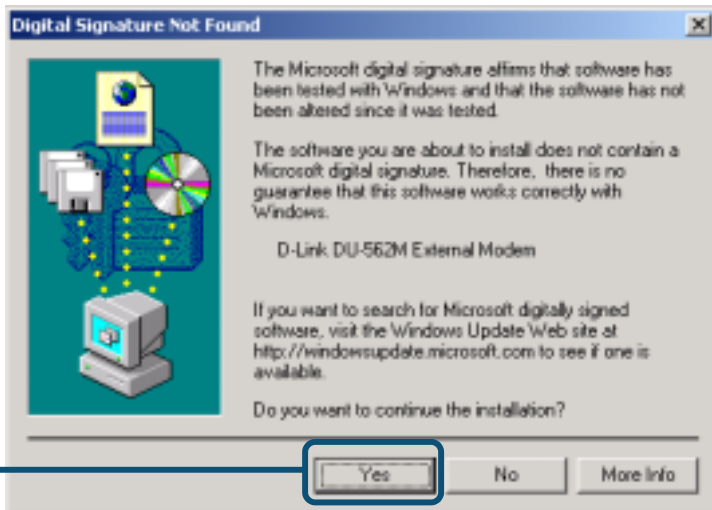 Digital Signature Not Found
The Microsoft digital signature affirms that software has
been tested with Windows and that the software has not
been altered since it was tested.
The software you are about to install does not contain a
Microsoft digital signature. Therefore, there is no
guarantee that this software works correctly with
Windows.
D-Link DU-562M External Modem
If you want to search for Microsoft digitally signed
software, visit the Windows Update Web site at
http://windowsupdate.microsoft.com to see if one is
available.
Do you want to continue the installation?
Yes No More Info